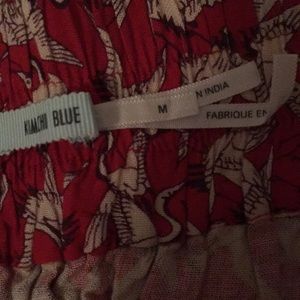 KIMCHI BLUE
M
N INDIA
FABRIQUE EN